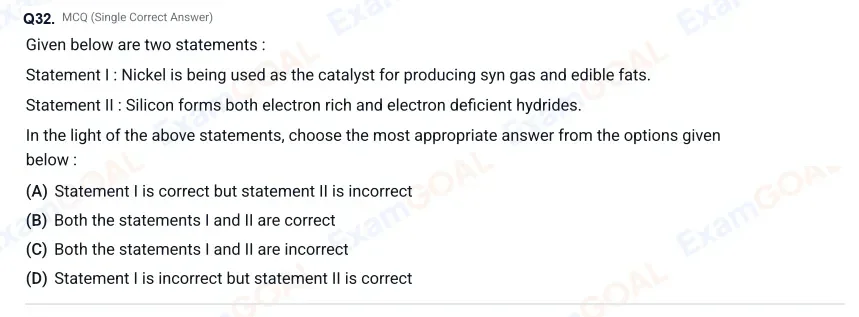 Q32. MCQ (Single Correct Answer)
Given below are two statements :
Statement I : Nickel is being used as the catalyst for producing syn gas and edible fats.
Statement II : Silicon forms both electron rich and electron deficient hydrides.
In the light of the above statements, choose the most appropriate answer from the options given
below :
(A) Statement I is correct but statement II is incorrect
(B) Both the statements I and II are correct
(C) Both the statements I and II are incorrect
(D) Statement I is incorrect but statement II is correct
ExamGOAL